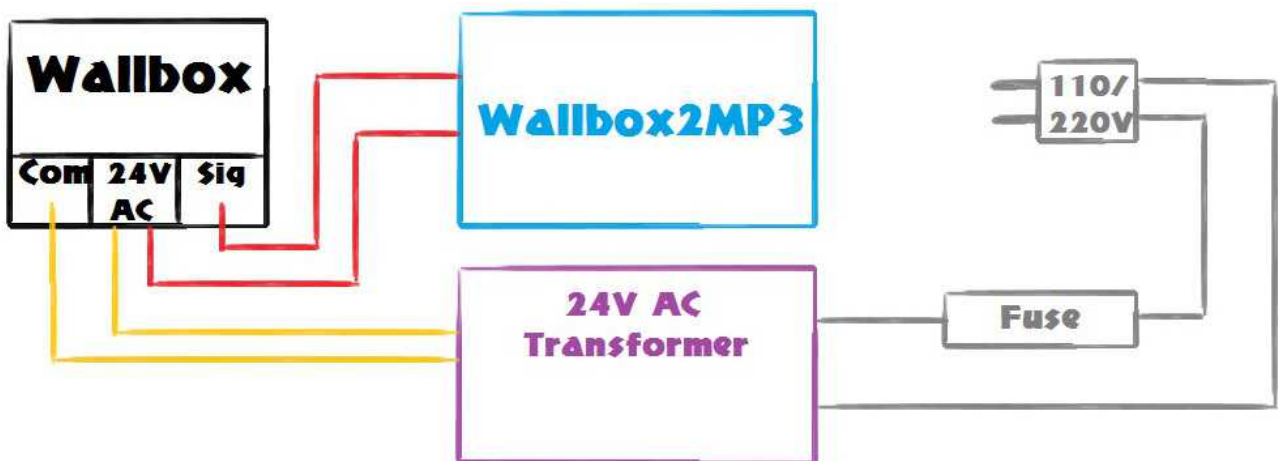 Wallbox
Com
24V
AC
Sig
Wallbox2MP3
110/
220V
24V AC
Transformer
Fuse